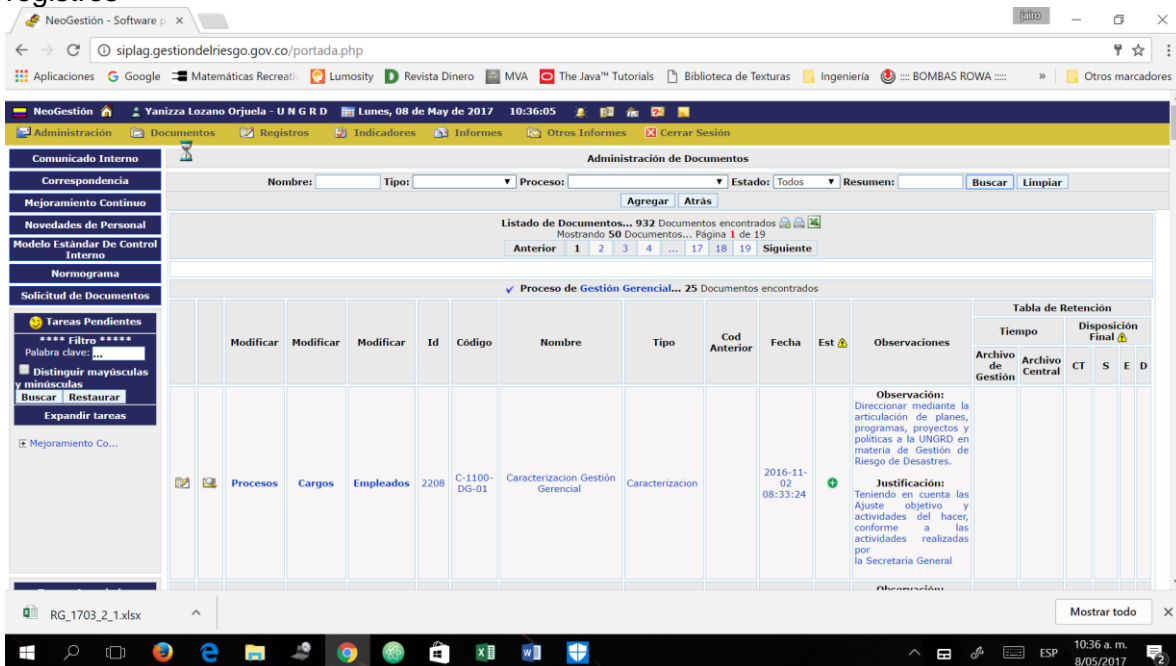 registros
NeoGestión - Software p
jairo
siplag.gestiondelriesgo.gov.co/portada.php
Aplicaciones Google Matemáticas Recreati Lumosity Revista Dinero MVA The Java™ Tutorials Biblioteca de Texturas Ingeniería :::: BOMBAS ROWA :::: » Otros marcadores
NeoGestión Yanizza Lozano Orjuela - U N G R D Lunes, 08 de May de 2017 10:36:05
Administración Documentos Registros Indicadores Informes Otros Informes Cerrar Sesión
Comunicado Interno
Correspondencia
Mejoramiento Continuo
Novedades de Personal
Modelo Estándar De Control
Interno
Normograma
Solicitud de Documentos
Tareas Pendientes
**** Filtro *****
Palabra clave: ...
Distinguir mayúsculas
y minúsculas
Buscar Restaurar
Expandir tareas
Mejoramiento Co...
Administración de Documentos
Nombre: Tipo: Proceso: Estado: Todos Resumen: Buscar Limpiar
Agregar Atrás
Listado de Documentos... 932 Documentos encontrados
Mostrando 50 Documentos... Página 1 de 19
Anterior 1 2 3 4 ... 17 18 19 Siguiente
Proceso de Gestión Gerencial... 25 Documentos encontrados
Modificar Modificar Modificar Id Código Nombre Tipo Cod
Anterior Fecha Est Observaciones
Tabla de Retención
Tiempo
Disposición
Final
Archivo
de
Gestión
Archivo
Central
CT S E D
Procesos Cargos Empleados 2208
C-1100-
DG-01
Caracterizacion Gestión
Gerencial
Caracterizacion
2016-11-
02
08:33:24
Observación:
Direccionar mediante la
articulación de planes,
programas, proyectos y
políticas a la UNGRD en
materia de Gestión de
Riesgo de Desastres.
Justificación:
Teniendo en cuenta las
Ajuste objetivo y
actividades del hacer,
conforme a las
actividades realizadas
por
la Secretaría General
RG_1703_2_1.xlsx
Mostrar todo
ESP
10:36 a. m.
8/05/2017